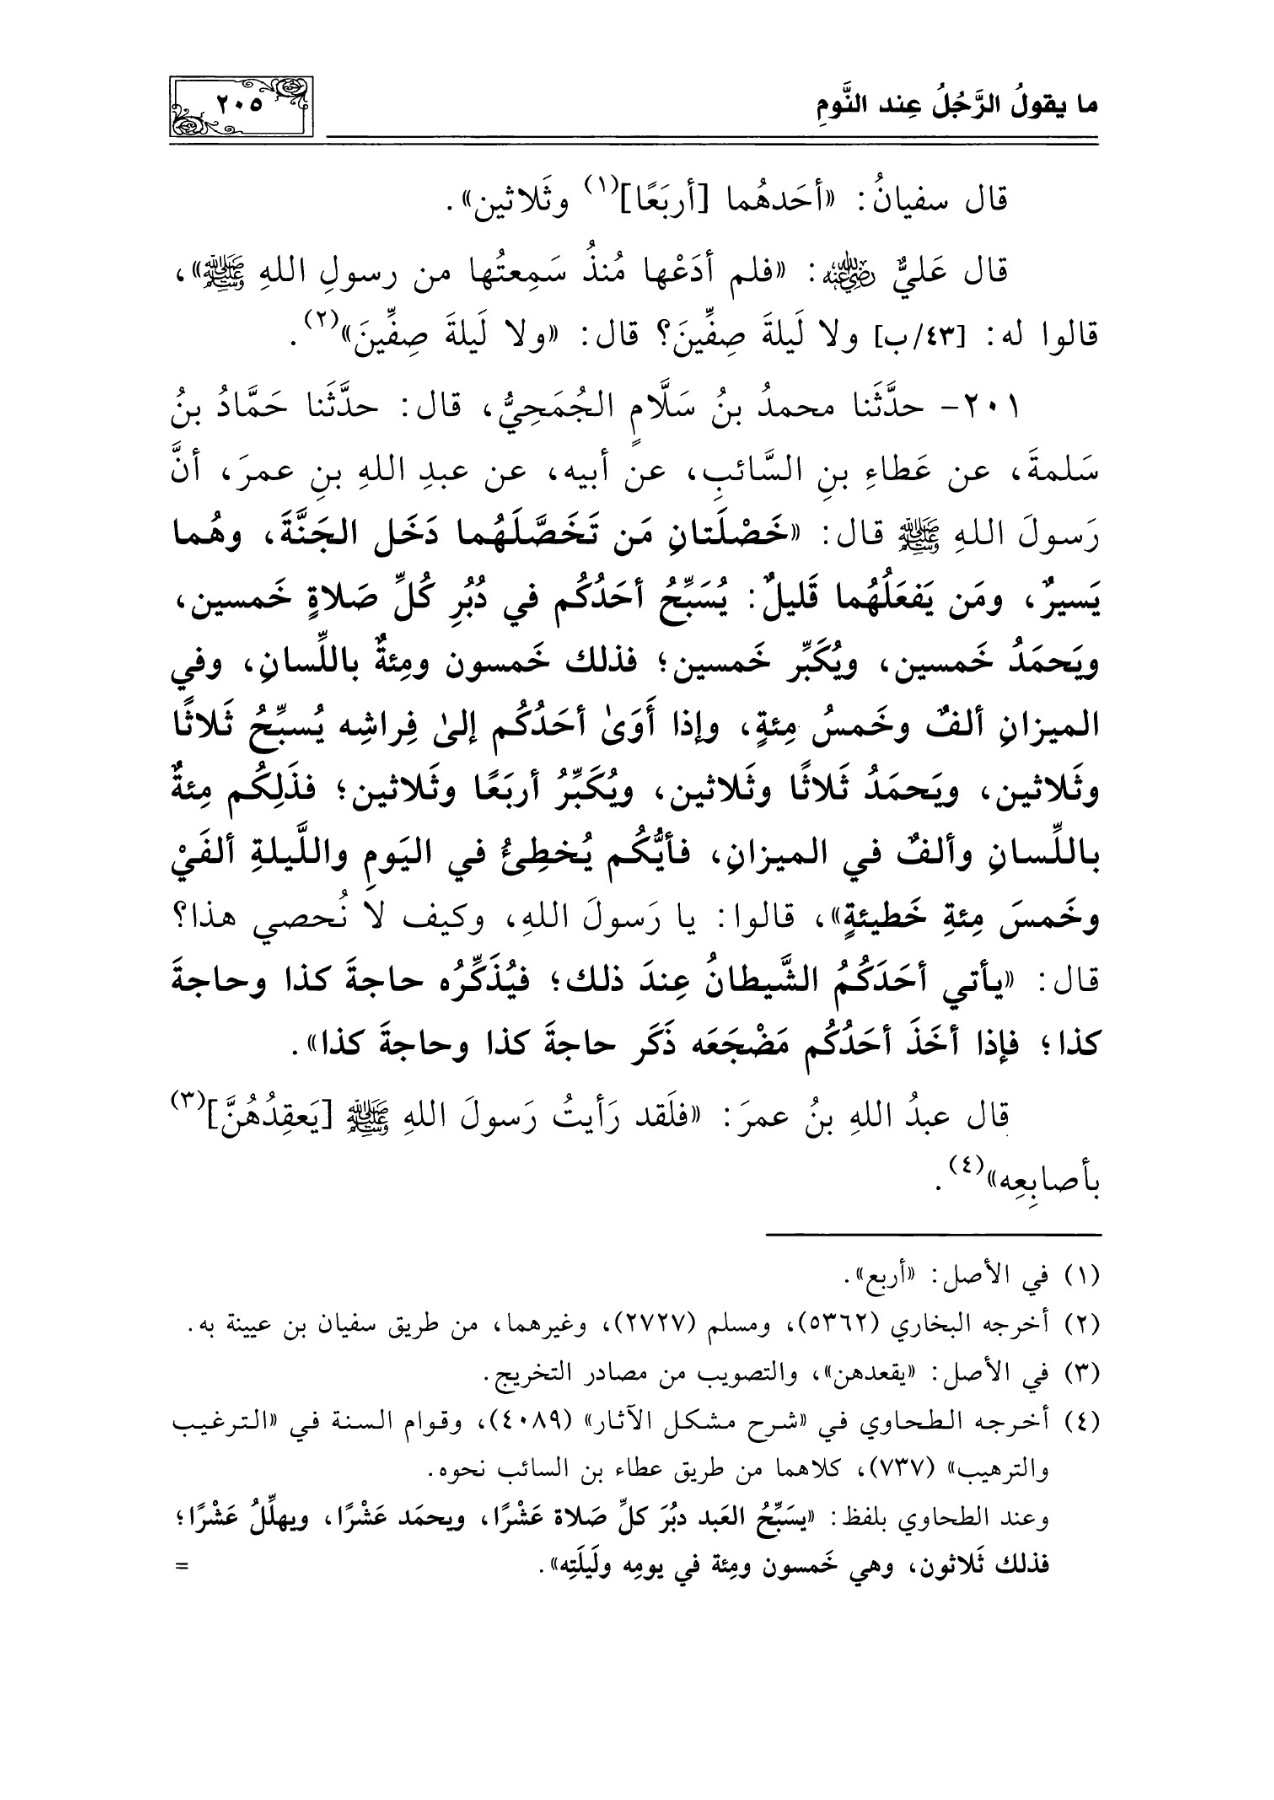 ما يقولُ الرَّجُلُ عِند النَّومِ
٢٠٥
قال سفيانُ: «أحَدهُما [أربَعًا](١) وثَلاثين».
قال عَليٌّ رضي الله عنه: «فلم أدَعْها مُنذُ سَمِعتُها من رسولِ اللهِ ﷺ»،
قالوا له: [٤٣/ب] ولا لَيلةَ صِفِّينَ؟ قال: «ولا لَيلةَ صِفِّينَ»(٢).
٢٠١- حدَّثَنا محمدُ بنُ سَلَّامٍ الجُمَحِيُّ، قال: حدَّثَنا حَمَّادُ بنُ
سَلمةَ، عن عَطاءِ بنِ السَّائبِ، عن أبيه، عن عبدِ اللهِ بنِ عمرَ، أنَّ
رَسولَ اللهِ ﷺ قال: «خَصْلَتانِ مَن تَخَصَّلَهُما دَخَل الجَنَّةَ، وهُما
يَسيرٌ، ومَن يَفعَلُهُما قَليلٌ: يُسَبِّحُ أحَدُكُم في دُبُرِ كُلِّ صَلاةٍ خَمسين،
ويَحمَدُ خَمسين، ويُكَبِّر خَمسين؛ فذلك خَمسون ومِئةٌ باللِّسانِ، وفي
الميزانِ ألفٌ وخَمسُ مِئةٍ، وإذا أَوَىٰ أحَدُكُم إلىٰ فِراشِه يُسبِّحُ ثَلاثًا
وثَلاثين، ويَحمَدُ ثَلاثًا وثَلاثين، ويُكَبِّرُ أربَعًا وثَلاثين؛ فذَلِكُم مِئةٌ
باللِّسانِ وألفٌ في الميزانِ، فأيُّكُم يُخطِئُ في اليَومِ واللَّيلةِ ألفَيْ
وخَمسَ مِئةِ خَطيئةٍ»، قالوا: يا رَسولَ اللهِ، وكيف لا نُحصي هذا؟
قال: «يأتي أحَدَكُمُ الشَّيطانُ عِندَ ذلك؛ فيُذَكِّرُه حاجةَ كذا وحاجةَ
كذا؛ فإذا أخَذَ أحَدُكُم مَضْجَعَه ذَكَر حاجةَ كذا وحاجةَ كذا».
قال عبدُ اللهِ بنُ عمرَ: «فلَقد رَأيتُ رَسولَ اللهِ ﷺ [يَعقِدُهُنَّ](٣)
بأصابِعِه»(٤).
(١) في الأصل: «أربع».
(٢) أخرجه البخاري (٥٣٦٢)، ومسلم (٢٧٢٧)، وغيرهما، من طريق سفيان بن عيينة به.
(٣) في الأصل: «يقعدهن»، والتصويب من مصادر التخريج.
(٤) أخرجه الطحاوي في «شرح مشكل الآثار» (٤٠٨٩)، وقوام السنة في «الترغيب
والترهيب» (٧٣٧)، كلاهما من طريق عطاء بن السائب نحوه.
وعند الطحاوي بلفظ: «يسَبِّحُ العَبد دبُرَ كلِّ صَلاة عَشْرًا، ويحمَد عَشْرًا، ويهلِّلُ عَشْرًا؛
فذلك ثَلاثون، وهي خَمسون ومِئة في يومِه ولَيلَتِه». =